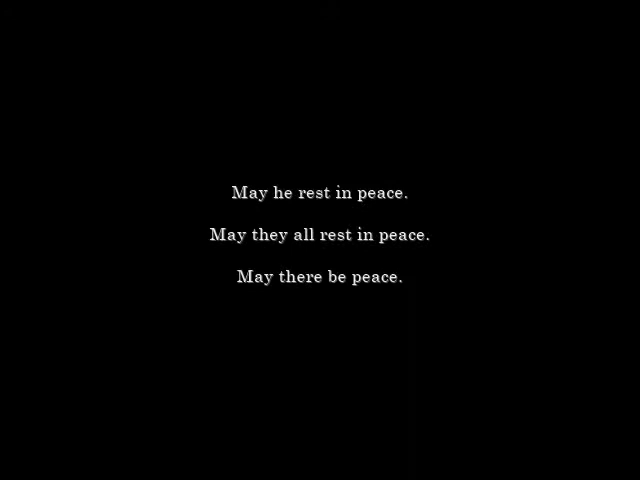 May he rest in peace.
May they all rest in peace.
May there be peace.